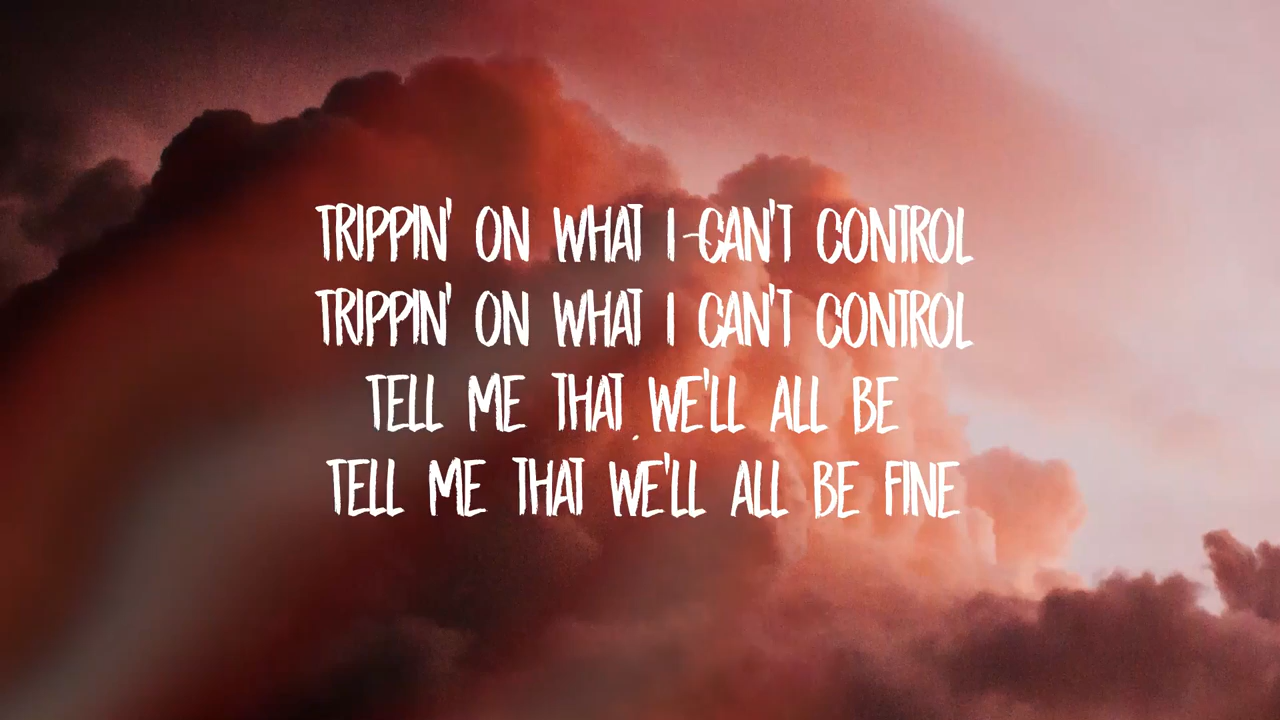 TRIPPIN' ON WHAT I CAN'T CONTROL
TRIPPIN' ON WHAT I CAN'T CONTROL
TELL ME THAT WE'LL ALL BE
TELL ME THAT WE'LL ALL BE FINE